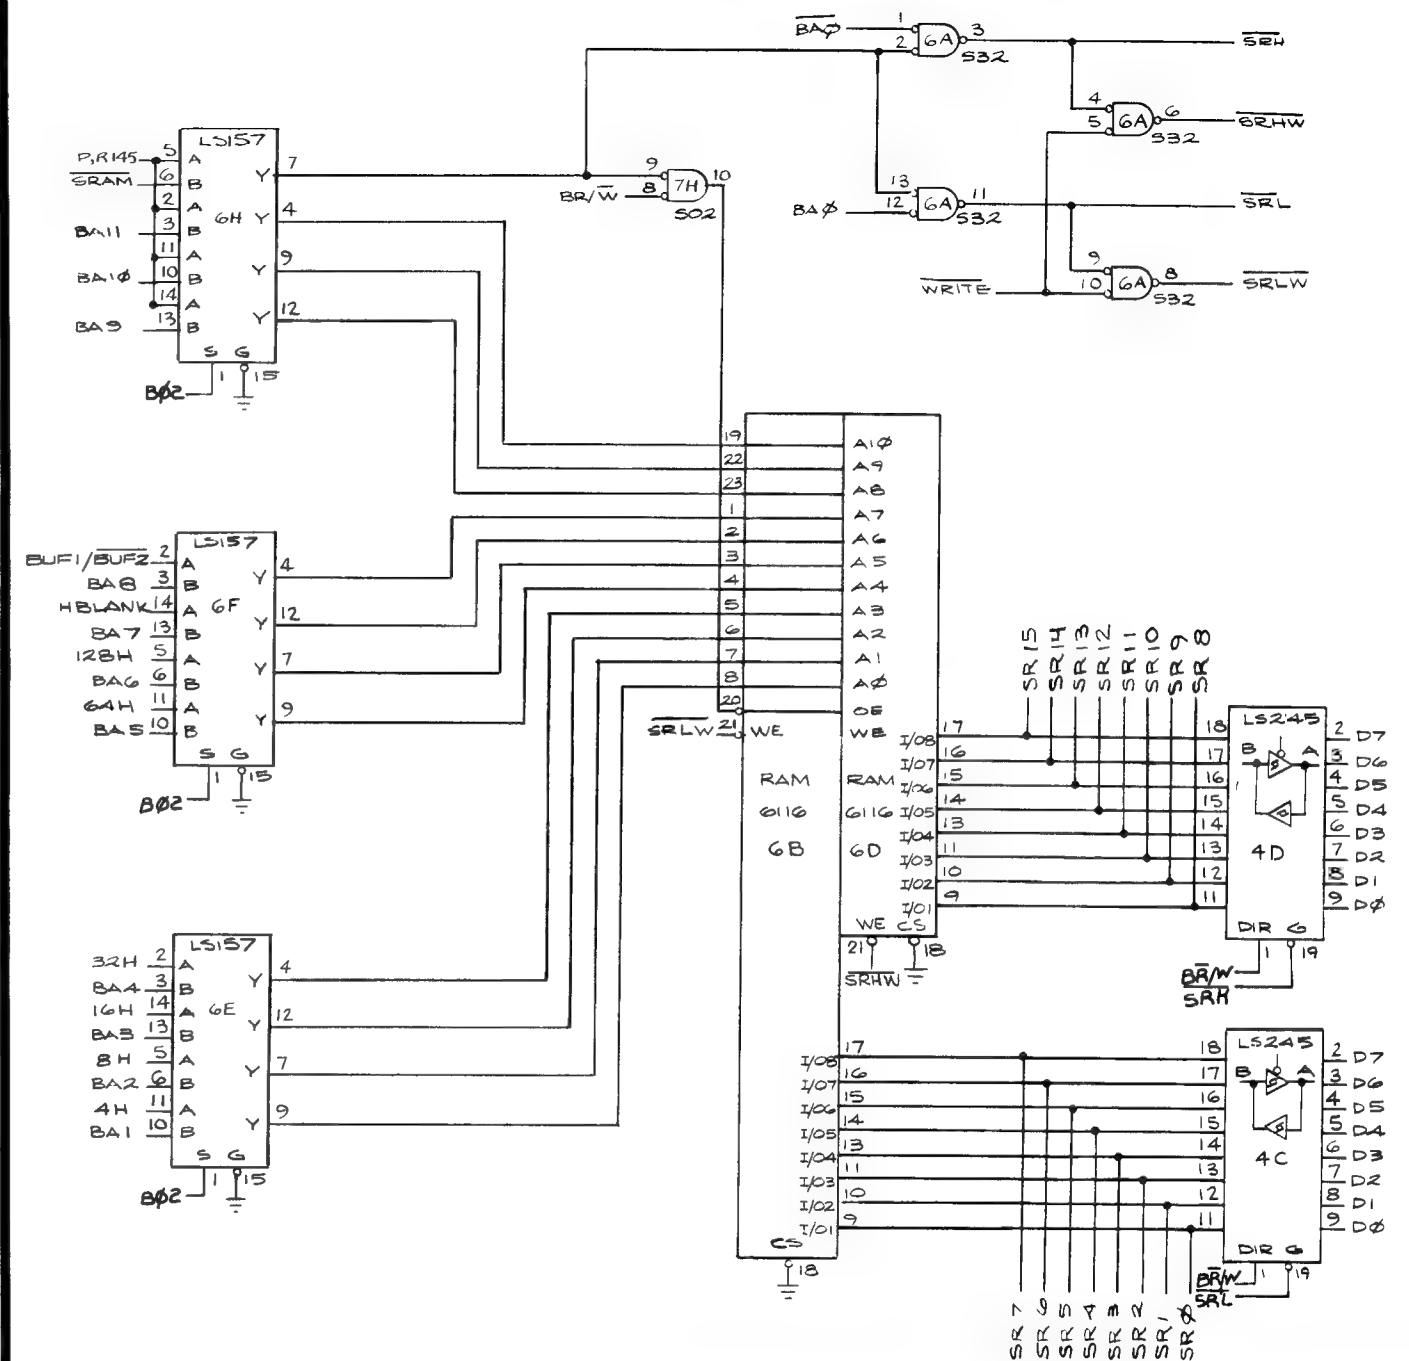 BAØ 1 2 6A 3 S32 SRH
4 5 6A 6 S32 SRHW
13 BAØ 12 6A 11 S32 SRL
WRITE 9 10 6A 8 S32 SRLW
BR/W 9 8 7H 10 S02
LS157
P,R145 5 A Y 7
SRAM 6 B
2 A 6H Y 4
BA11 3 B
11 A Y 9
BA1Ø 10 B
14 A Y 12
BA9 13 B
S G
BØ2 1 15
LS157
BUF1/BUF2 2 A Y 4
BA8 3 B
HBLANK 14 A 6F Y 12
BA7 13 B
128H 5 A Y 7
BA6 6 B
64H 11 A Y 9
BA5 10 B
S G
BØ2 1 15
LS157
32H 2 A Y 4
BA4 3 B
16H 14 A 6E Y 12
BA3 13 B
8H 5 A Y 7
BA2 6 B
4H 11 A Y 9
BA1 10 B
S G
BØ2 1 15
19 A1Ø
22 A9
23 A8
1 A7
2 A6
3 A5
4 A4
5 A3
6 A2
7 A1
8 AØ
20 OE
SRLW 21 WE WE
RAM RAM
6116 6116
6B 6D
I/O8 17
I/O7 16
I/O6 15
I/O5 14
I/O4 13
I/O3 11
I/O2 10
I/O1 9
WE CS
21 18
SRHW
SR15
SR14
SR13
SR12
SR11
SR10
SR9
SR8
LS245
B A
18 2 D7
17 3 D6
16 4 D5
15 5 D4
14 6 D3
13 4D 7 D2
12 8 D1
11 9 DØ
DIR G
BR/W 1 19
SRH
I/O8 17
I/O7 16
I/O6 15
I/O5 14
I/O4 13
I/O3 11
I/O2 10
I/O1 9
CS
18
LS245
B A
18 2 D7
17 3 D6
16 4 D5
15 5 D4
14 4C 6 D3
13 7 D2
12 8 D1
11 9 DØ
DIR G
BR/W 1 19
SRL
SR7
SR6
SR5
SR4
SR3
SR2
SR1
SRØ